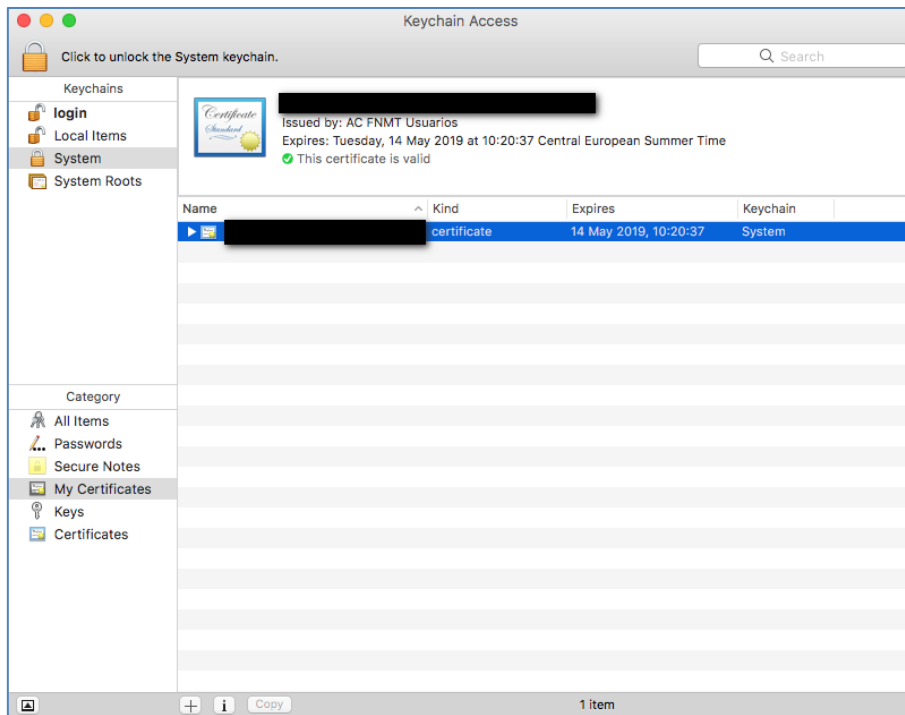 Keychain Access
Click to unlock the System keychain.
Search
Keychains
login
Local Items
System
System Roots
Certificate
Standard
Issued by: AC FNMT Usuarios
Expires: Tuesday, 14 May 2019 at 10:20:37 Central European Summer Time
This certificate is valid
Name Kind Expires Keychain
certificate 14 May 2019, 10:20:37 System
Category
All Items
Passwords
Secure Notes
My Certificates
Keys
Certificates
+ i Copy 1 item